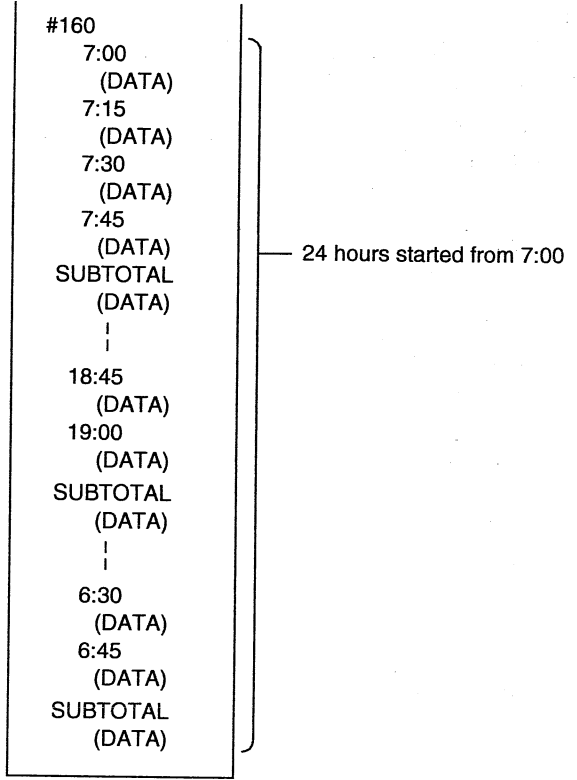 #160
7:00
(DATA)
7:15
(DATA)
7:30
(DATA)
7:45
(DATA)
24 hours started from 7:00
SUBTOTAL
(DATA)
18:45
(DATA)
19:00
(DATA)
SUBTOTAL
(DATA)
6:30
(DATA)
6:45
(DATA)
SUBTOTAL
(DATA)